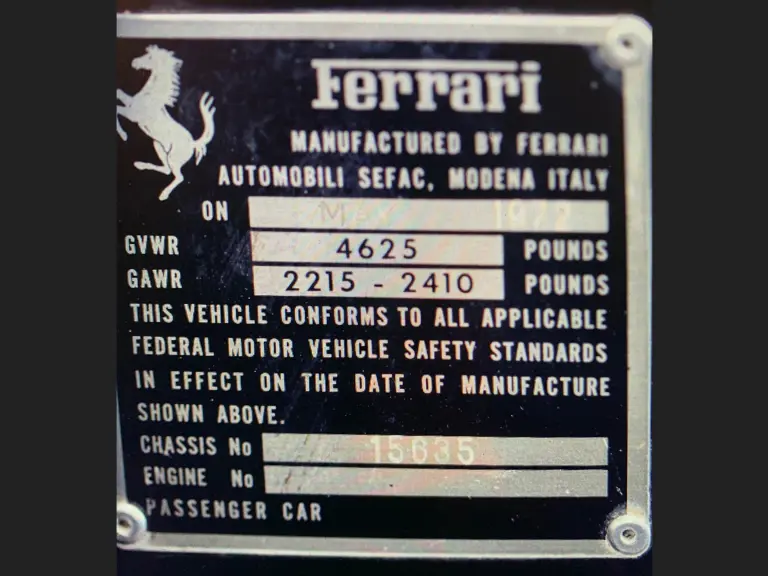 Ferrari
MANUFACTURED BY FERRARI
AUTOMOBILI SEFAC, MODENA ITALY
ON 1972
GVWR 4625 POUNDS
GAWR 2215 - 2410 POUNDS
THIS VEHICLE CONFORMS TO ALL APPLICABLE
FEDERAL MOTOR VEHICLE SAFETY STANDARDS
IN EFFECT ON THE DATE OF MANUFACTURE
SHOWN ABOVE.
CHASSIS No 15635
ENGINE No
PASSENGER CAR